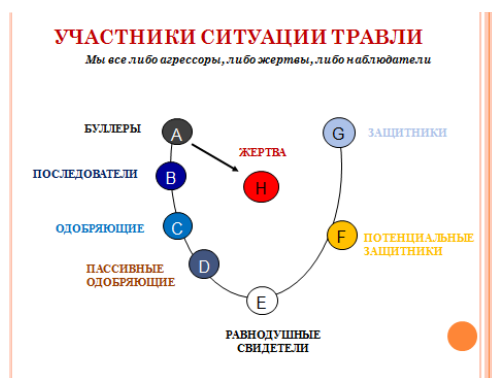 УЧАСТНИКИ СИТУАЦИИ ТРАВЛИ
Мы все либо агрессоры, либо жертвы, либо наблюдатели
БУЛЛЕРЫ
A
G
ЗАЩИТНИКИ
ЖЕРТВА
ПОСЛЕДОВАТЕЛИ
B
H
ОДОБРЯЮЩИЕ
C
F
ПОТЕНЦИАЛЬНЫЕ
ЗАЩИТНИКИ
ПАССИВНЫЕ
ОДОБРЯЮЩИЕ
D
E
РАВНОДУШНЫЕ
СВИДЕТЕЛИ